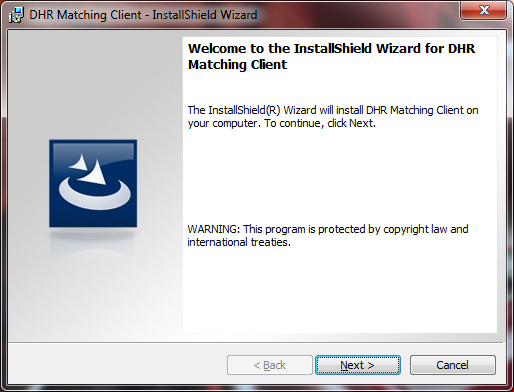 DHR Matching Client - InstallShield Wizard
Welcome to the InstallShield Wizard for DHR
Matching Client
The InstallShield(R) Wizard will install DHR Matching Client on
your computer. To continue, click Next.
WARNING: This program is protected by copyright law and
international treaties.
< Back
Next >
Cancel